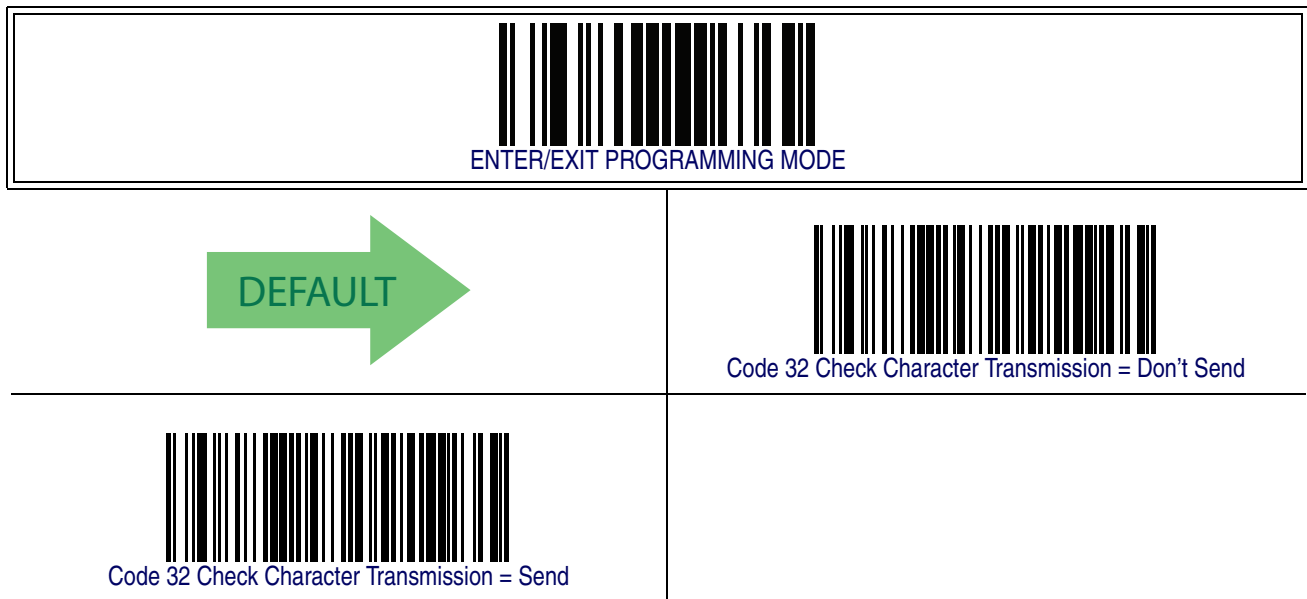 ENTER/EXIT PROGRAMMING MODE
DEFAULT
Code 32 Check Character Transmission = Don't Send
Code 32 Check Character Transmission = Send